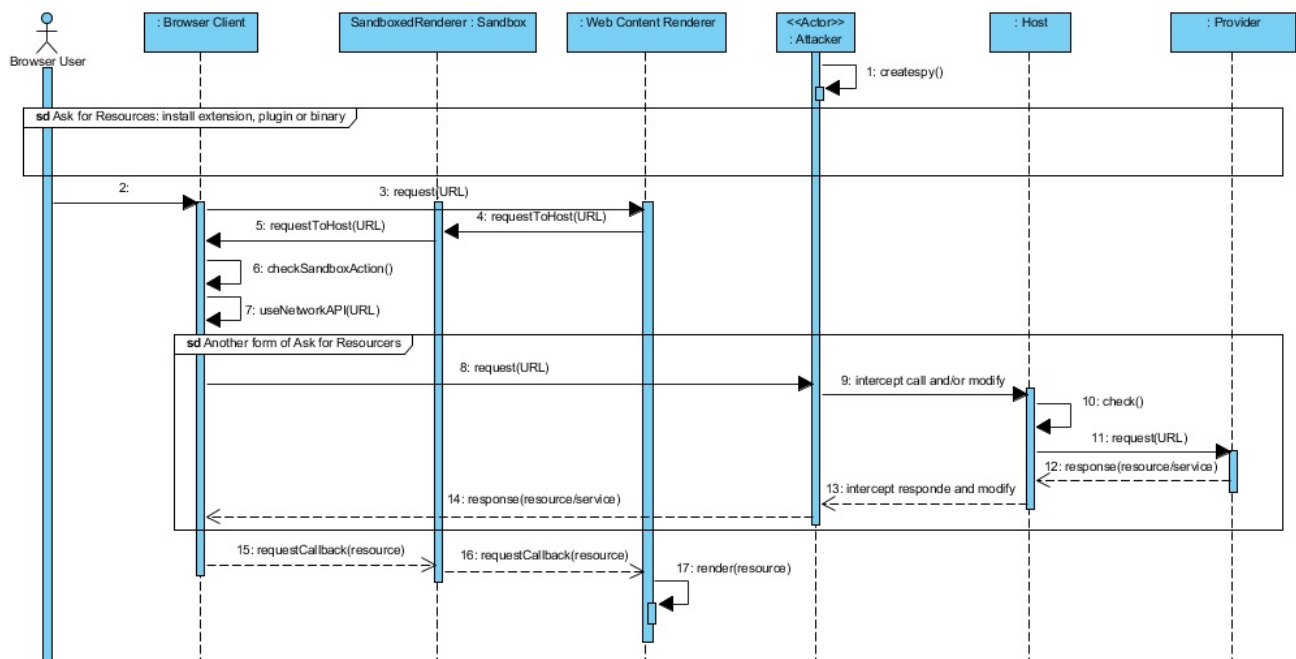 : Browser Client
SandboxedRenderer : Sandbox
: Web Content Renderer
<<Actor>>
: Attacker
: Host
: Provider
Browser User
1: createspy()
sd Ask for Resources: install extension, plugin or binary
2:
3: request(URL)
4: requestToHost(URL)
5: requestToHost(URL)
6: checkSandboxAction()
7: useNetworkAPI(URL)
sd Another form of Ask for Resourcers
8: request(URL)
9: intercept call and/or modify
10: check()
11: request(URL)
12: response(resource/service)
13: intercept responde and modify
14: response(resource/service)
15: requestCallback(resource)
16: requestCallback(resource)
17: render(resource)